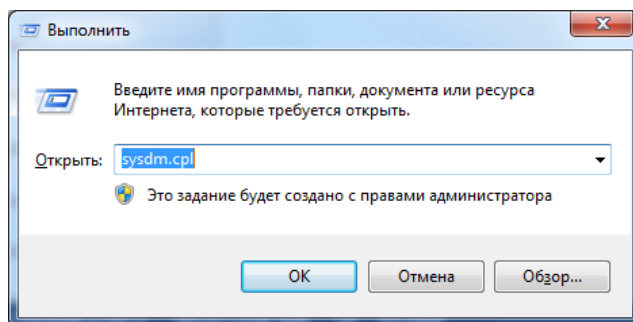 Выполнить
Введите имя программы, папки, документа или ресурса
Интернета, которые требуется открыть.
Открыть: sysdm.cpl
Это задание будет создано с правами администратора
ОК Отмена Обзор...